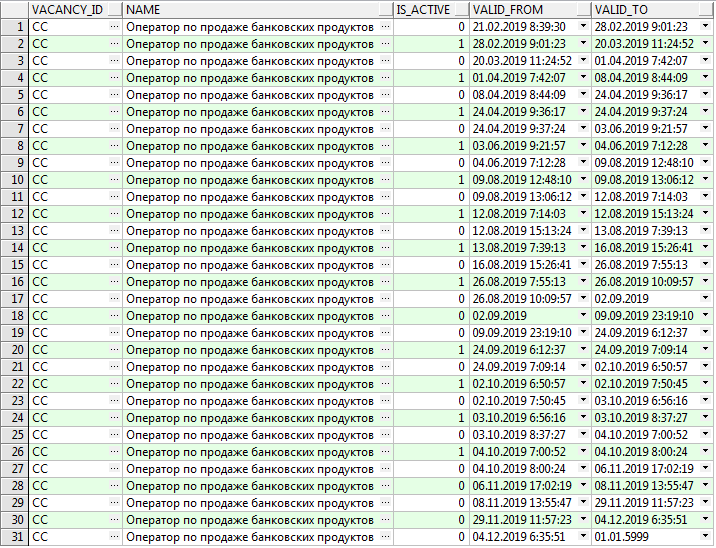 VACANCY_ID NAME IS_ACTIVE VALID_FROM VALID_TO
1 CC ... Оператор по продаже банковских продуктов ... 0 21.02.2019 8:39:30 28.02.2019 9:01:23
2 CC ... Оператор по продаже банковских продуктов ... 1 28.02.2019 9:01:23 20.03.2019 11:24:52
3 CC ... Оператор по продаже банковских продуктов ... 0 20.03.2019 11:24:52 01.04.2019 7:42:07
4 CC ... Оператор по продаже банковских продуктов ... 1 01.04.2019 7:42:07 08.04.2019 8:44:09
5 CC ... Оператор по продаже банковских продуктов ... 0 08.04.2019 8:44:09 24.04.2019 9:36:17
6 CC ... Оператор по продаже банковских продуктов ... 1 24.04.2019 9:36:17 24.04.2019 9:37:24
7 CC ... Оператор по продаже банковских продуктов ... 0 24.04.2019 9:37:24 03.06.2019 9:21:57
8 CC ... Оператор по продаже банковских продуктов ... 1 03.06.2019 9:21:57 04.06.2019 7:12:28
9 CC ... Оператор по продаже банковских продуктов ... 0 04.06.2019 7:12:28 09.08.2019 12:48:10
10 CC ... Оператор по продаже банковских продуктов ... 1 09.08.2019 12:48:10 09.08.2019 13:06:12
11 CC ... Оператор по продаже банковских продуктов ... 0 09.08.2019 13:06:12 12.08.2019 7:14:03
12 CC ... Оператор по продаже банковских продуктов ... 1 12.08.2019 7:14:03 12.08.2019 15:13:24
13 CC ... Оператор по продаже банковских продуктов ... 0 12.08.2019 15:13:24 13.08.2019 7:39:13
14 CC ... Оператор по продаже банковских продуктов ... 1 13.08.2019 7:39:13 16.08.2019 15:26:41
15 CC ... Оператор по продаже банковских продуктов ... 0 16.08.2019 15:26:41 26.08.2019 7:55:13
16 CC ... Оператор по продаже банковских продуктов ... 1 26.08.2019 7:55:13 26.08.2019 10:09:57
17 CC ... Оператор по продаже банковских продуктов ... 0 26.08.2019 10:09:57 02.09.2019
18 CC ... Оператор по продаже банковских продуктов ... 0 02.09.2019 09.09.2019 23:19:10
19 CC ... Оператор по продаже банковских продуктов ... 0 09.09.2019 23:19:10 24.09.2019 6:12:37
20 CC ... Оператор по продаже банковских продуктов ... 1 24.09.2019 6:12:37 24.09.2019 7:09:14
21 CC ... Оператор по продаже банковских продуктов ... 0 24.09.2019 7:09:14 02.10.2019 6:50:57
22 CC ... Оператор по продаже банковских продуктов ... 1 02.10.2019 6:50:57 02.10.2019 7:50:45
23 CC ... Оператор по продаже банковских продуктов ... 0 02.10.2019 7:50:45 03.10.2019 6:56:16
24 CC ... Оператор по продаже банковских продуктов ... 1 03.10.2019 6:56:16 03.10.2019 8:37:27
25 CC ... Оператор по продаже банковских продуктов ... 0 03.10.2019 8:37:27 04.10.2019 7:00:52
26 CC ... Оператор по продаже банковских продуктов ... 1 04.10.2019 7:00:52 04.10.2019 8:00:24
27 CC ... Оператор по продаже банковских продуктов ... 0 04.10.2019 8:00:24 06.11.2019 17:02:19
28 CC ... Оператор по продаже банковских продуктов ... 0 06.11.2019 17:02:19 08.11.2019 13:55:47
29 CC ... Оператор по продаже банковских продуктов ... 0 08.11.2019 13:55:47 29.11.2019 11:57:23
30 CC ... Оператор по продаже банковских продуктов ... 0 29.11.2019 11:57:23 04.12.2019 6:35:51
31 CC ... Оператор по продаже банковских продуктов ... 0 04.12.2019 6:35:51 01.01.5999